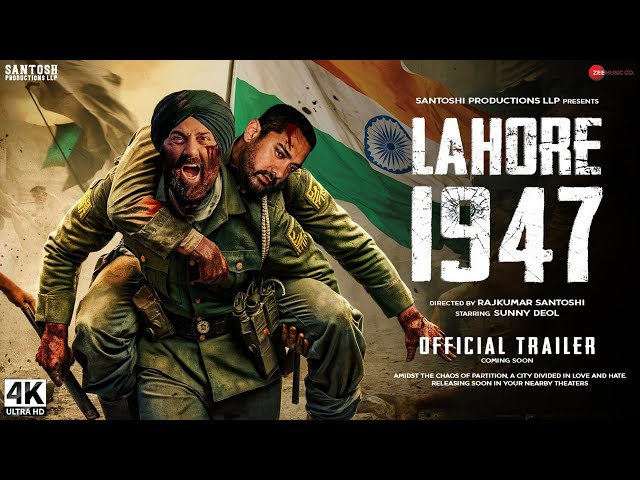 SANTOSH
PRODUCTIONS LLP
ZEE MUSIC CO.
SANTOSHI PRODUCTIONS LLP PRESENTS
LAHORE
1947
DIRECTED BY RAJKUMAR SANTOSHI
STARRING SUNNY DEOL
OFFICIAL TRAILER
COMING SOON
AMIDST THE CHAOS OF PARTITION, A CITY DIVIDED IN LOVE AND HATE.
RELEASING SOON IN YOUR NEARBY THEATERS
4K
ULTRA HD